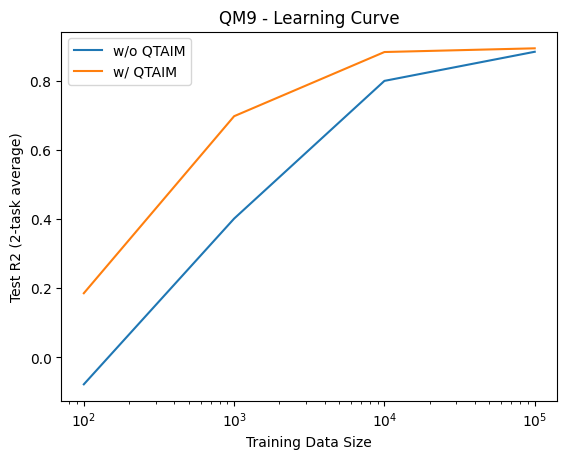 QM9 - Learning Curve
w/o QTAIM
w/ QTAIM
Test R2 (2-task average)
0.8
0.6
0.4
0.2
0.0
10²
10³
10⁴
10⁵
Training Data Size